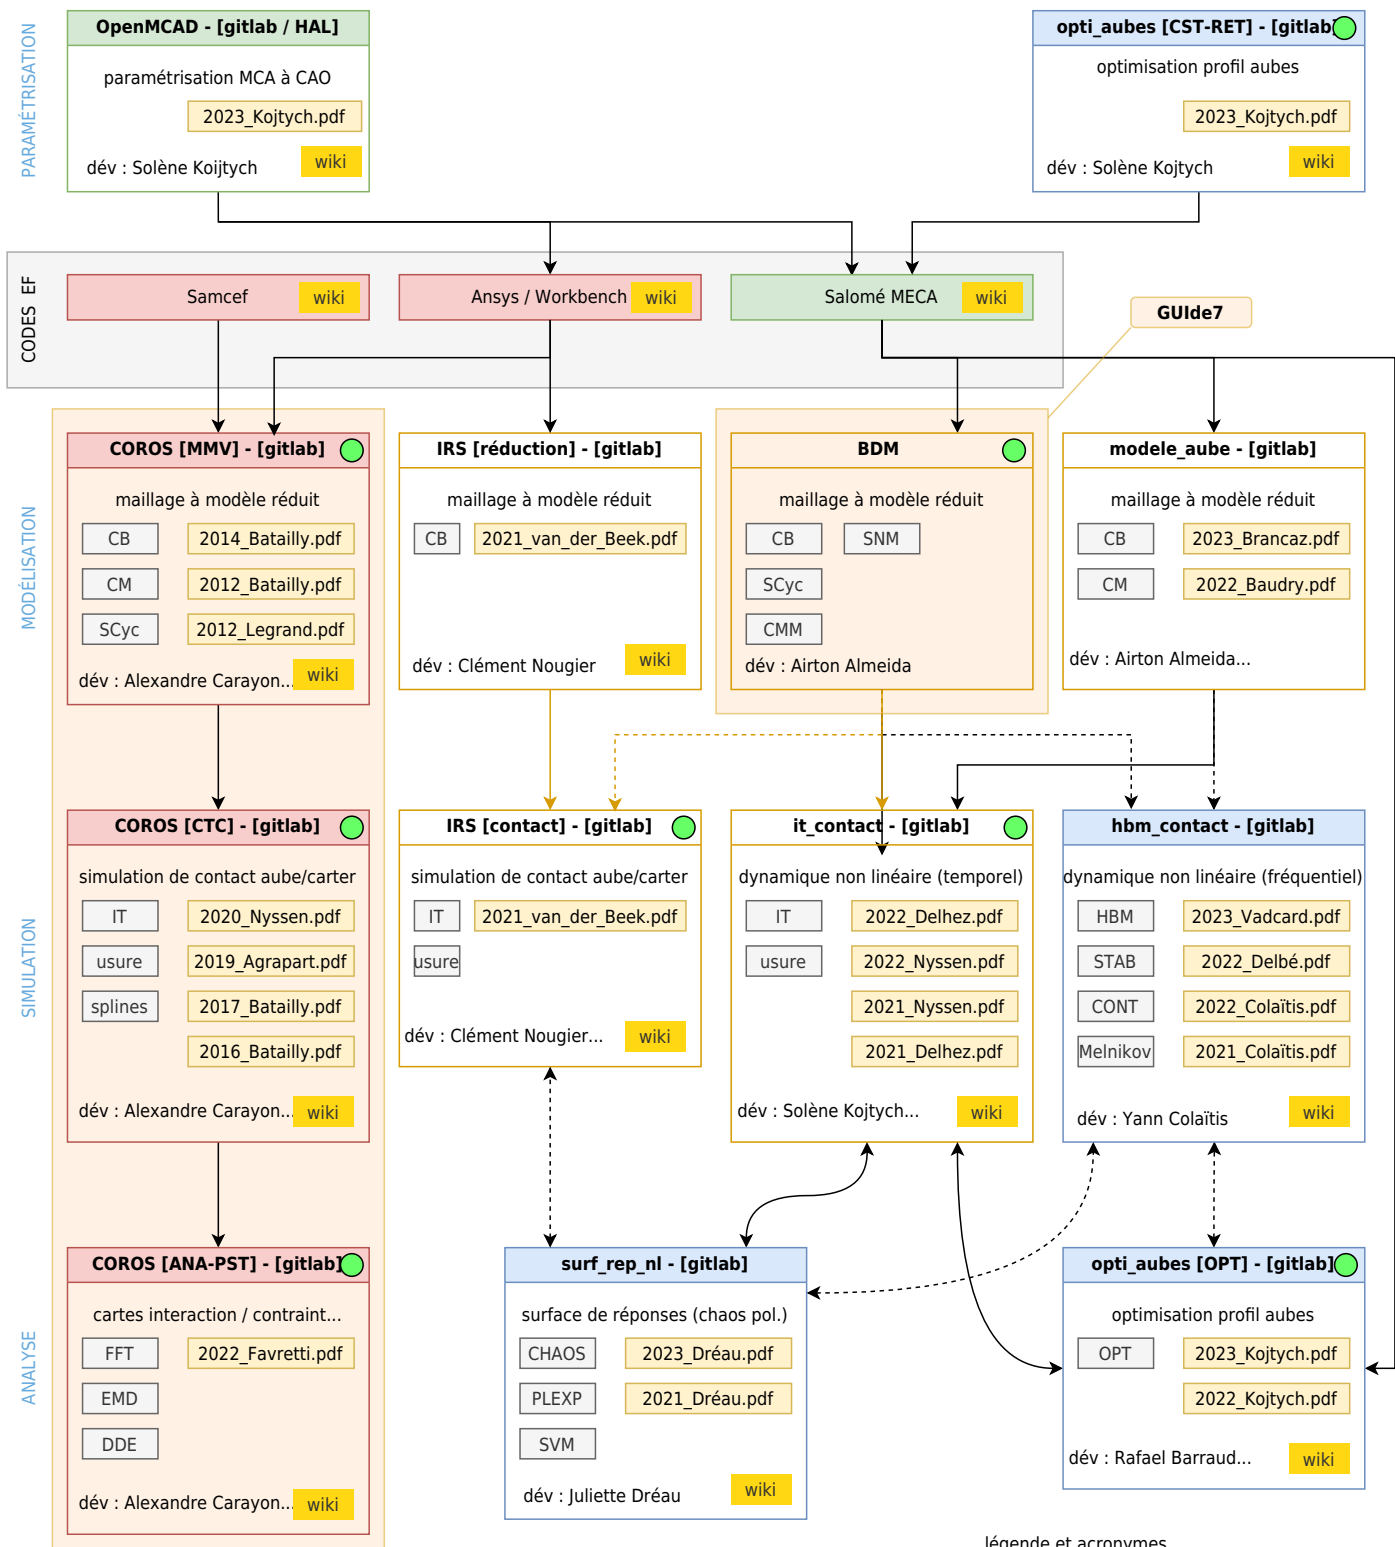 PARAMÉTRISATION
OpenMCAD - [gitlab / HAL]
paramétrisation MCA à CAO
2023_Kojtych.pdf
wiki
dév : Solène Koijtych
opti_aubes [CST-RET] - [gitlab]
optimisation profil aubes
2023_Kojtych.pdf
wiki
dév : Solène Kojtych
CODES EF
Samcef
wiki
Ansys / Workbench
wiki
Salomé MECA
wiki
GUIde7
MODÉLISATION
COROS [MMV] - [gitlab]
maillage à modèle réduit
CB
2014_Batailly.pdf
CM
2012_Batailly.pdf
SCyc
2012_Legrand.pdf
dév : Alexandre Carayon...
wiki
IRS [réduction] - [gitlab]
maillage à modèle réduit
CB
2021_van_der_Beek.pdf
dév : Clément Nougier
wiki
BDM
maillage à modèle réduit
CB
SNM
SCyc
CMM
dév : Airton Almeida
modele_aube - [gitlab]
maillage à modèle réduit
CB
2023_Brancaz.pdf
CM
2022_Baudry.pdf
dév : Airton Almeida...
SIMULATION
COROS [CTC] - [gitlab]
simulation de contact aube/carter
IT
2020_Nyssen.pdf
usure
2019_Agrapart.pdf
splines
2017_Batailly.pdf
2016_Batailly.pdf
dév : Alexandre Carayon...
wiki
IRS [contact] - [gitlab]
simulation de contact aube/carter
IT
2021_van_der_Beek.pdf
usure
dév : Clément Nougier...
wiki
it_contact - [gitlab]
dynamique non linéaire (temporel)
IT
2022_Delhez.pdf
usure
2022_Nyssen.pdf
2021_Nyssen.pdf
2021_Delhez.pdf
dév : Solène Kojtych...
wiki
hbm_contact - [gitlab]
dynamique non linéaire (fréquentiel)
HBM
2023_Vadcard.pdf
STAB
2022_Delbé.pdf
CONT
2022_Colaïtis.pdf
Melnikov
2021_Colaïtis.pdf
dév : Yann Colaïtis
wiki
ANALYSE
COROS [ANA-PST] - [gitlab]
cartes interaction / contraint...
FFT
2022_Favretti.pdf
EMD
DDE
dév : Alexandre Carayon...
wiki
surf_rep_nl - [gitlab]
surface de réponses (chaos pol.)
CHAOS
2023_Dréau.pdf
PLEXP
2021_Dréau.pdf
SVM
dév : Juliette Dréau
wiki
opti_aubes [OPT] - [gitlab]
optimisation profil aubes
OPT
2023_Kojtych.pdf
2022_Kojtych.pdf
dév : Rafael Barraud...
wiki
légende et acronymes